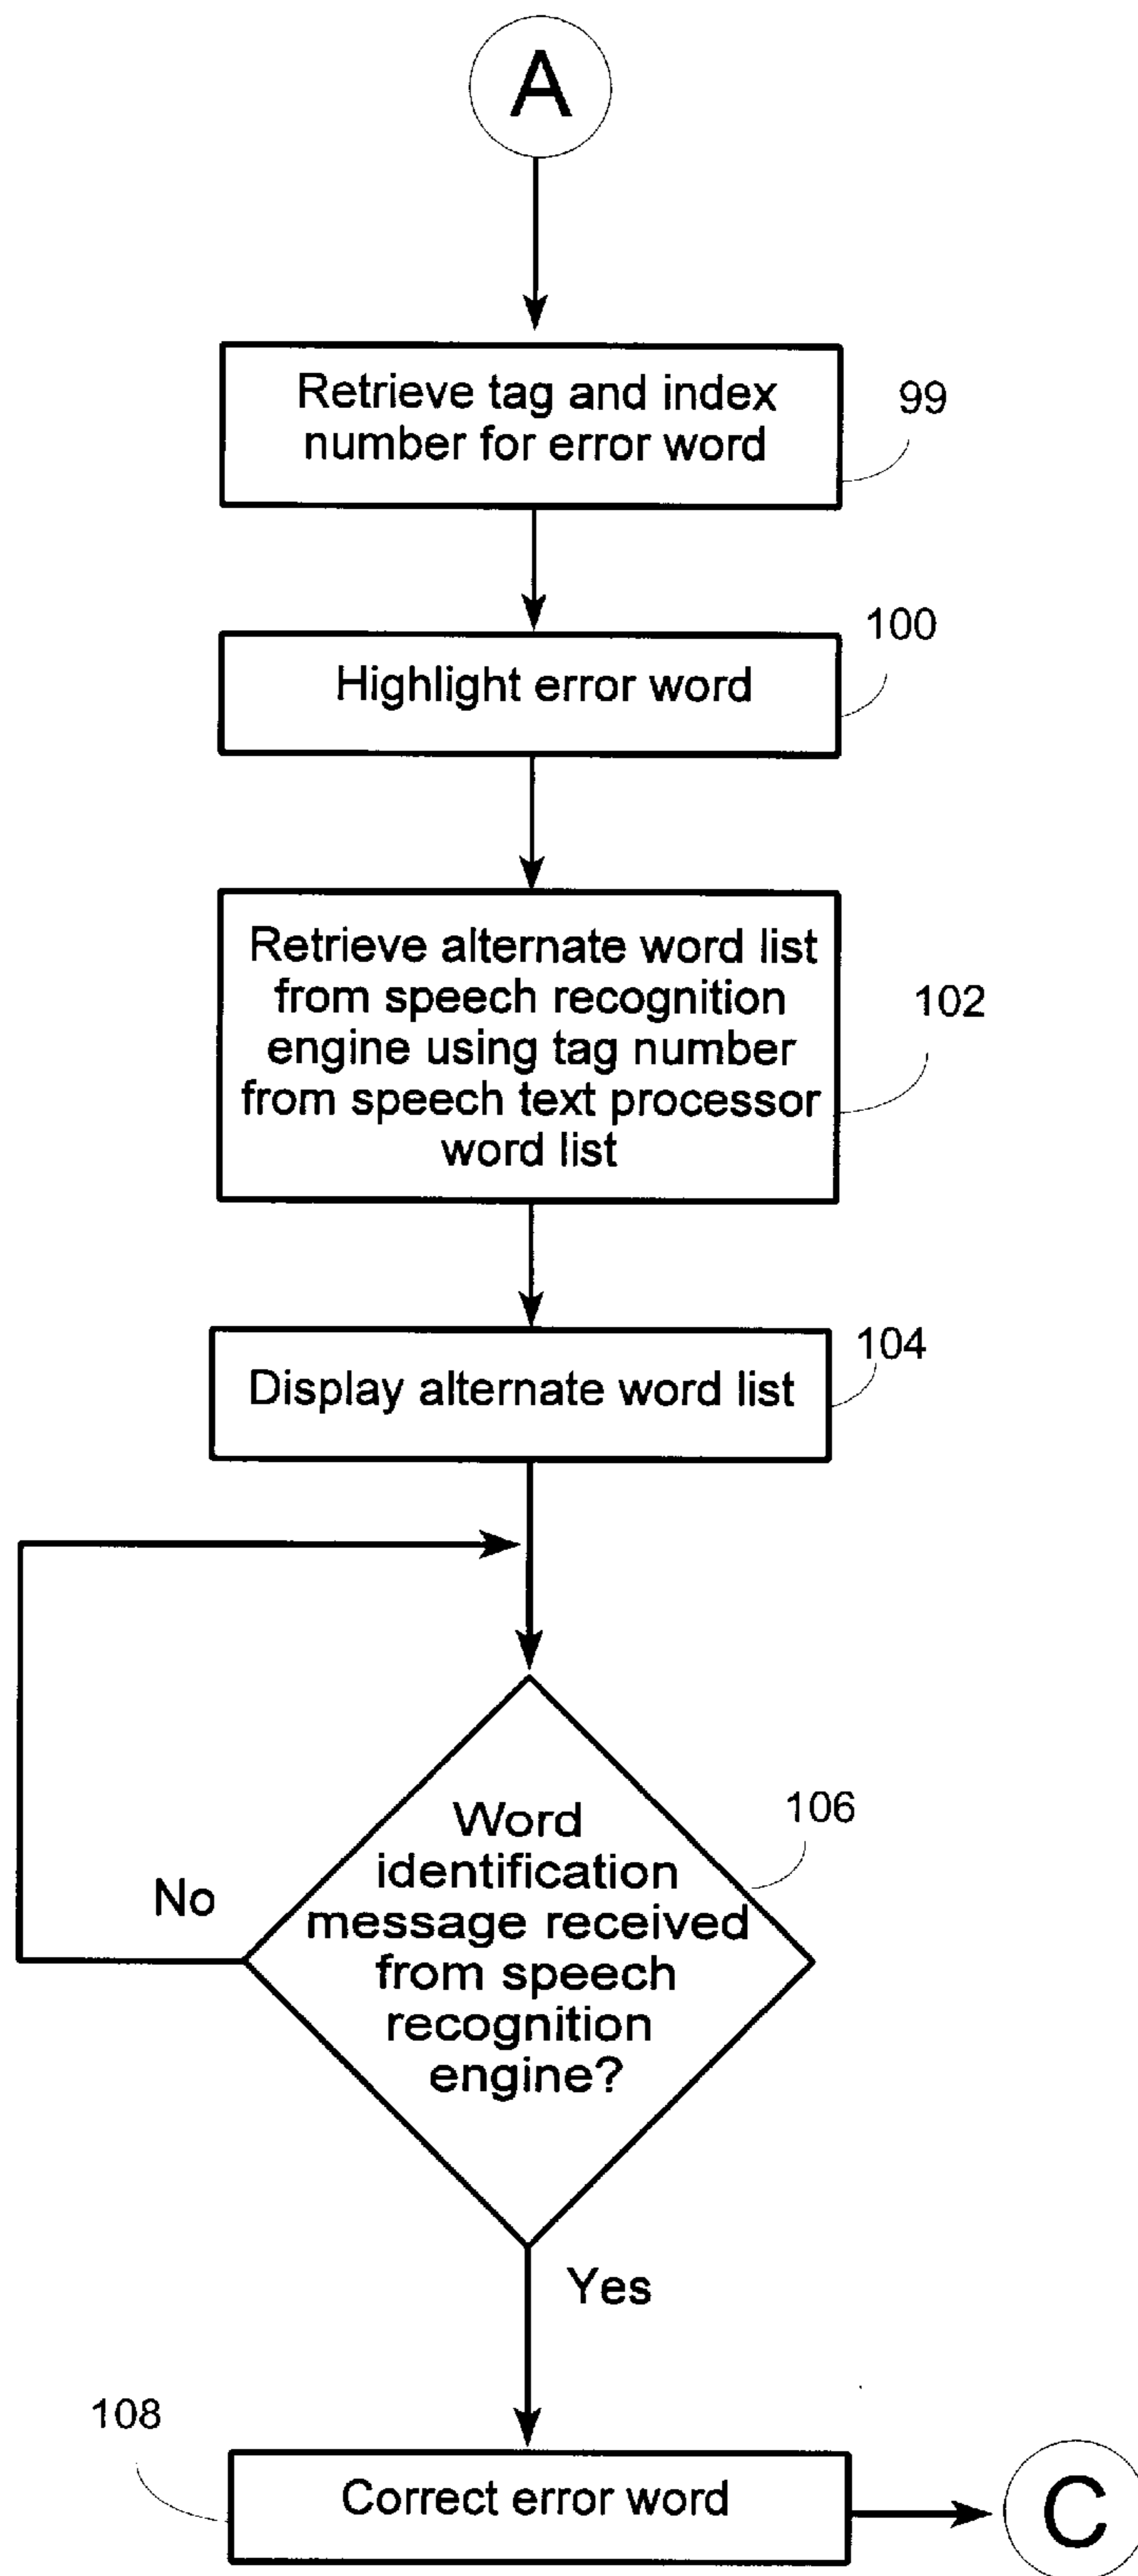 A
Retrieve tag and index
number for error word
99
100
Highlight error word
Retrieve alternate word list
from speech recognition
engine using tag number
from speech text processor
word list
102
104
Display alternate word list
106
Word
identification
message received
from speech
recognition
engine?
No
Yes
108
Correct error word
C